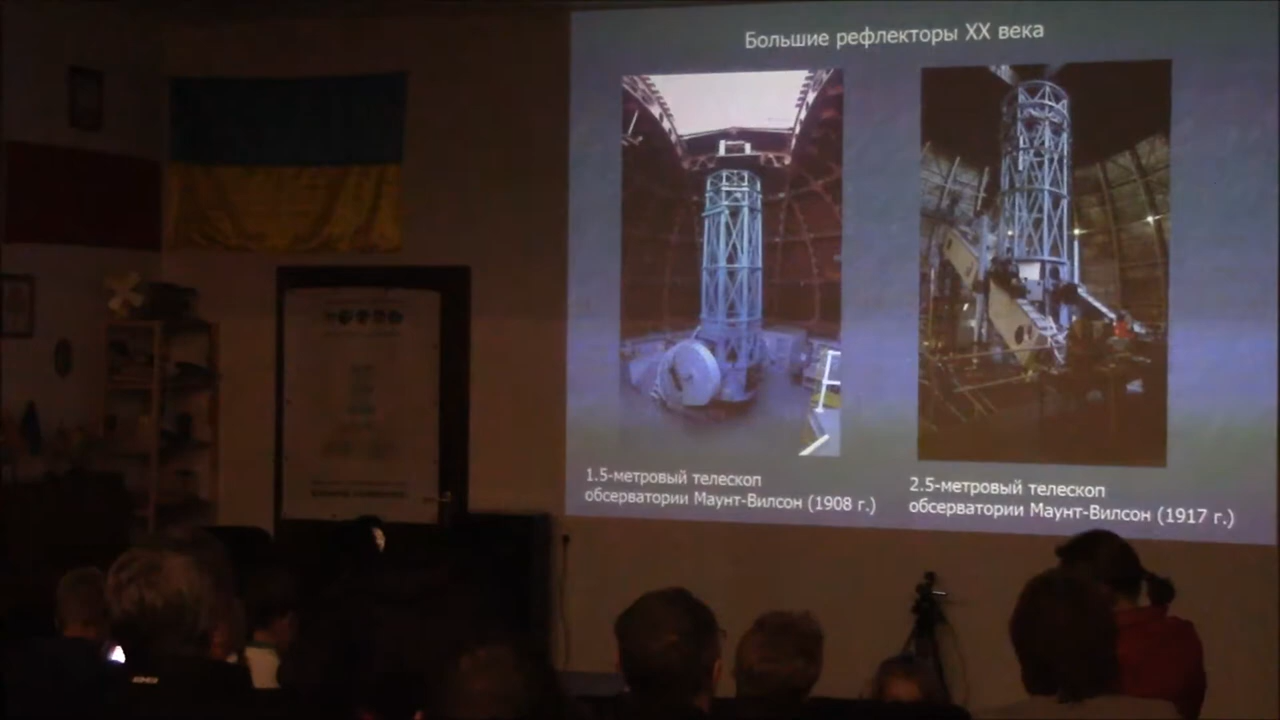 Большие рефлекторы XX века
1.5-метровый телескоп
обсерватории Маунт-Вилсон (1908 г.)
2.5-метровый телескоп
обсерватории Маунт-Вилсон (1917 г.)